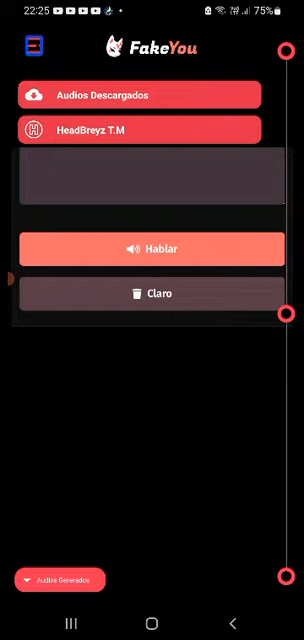 22:25 75%
FakeYou
Audios Descargados
HeadBreyz T.M
Hablar
Claro
Audios Generados